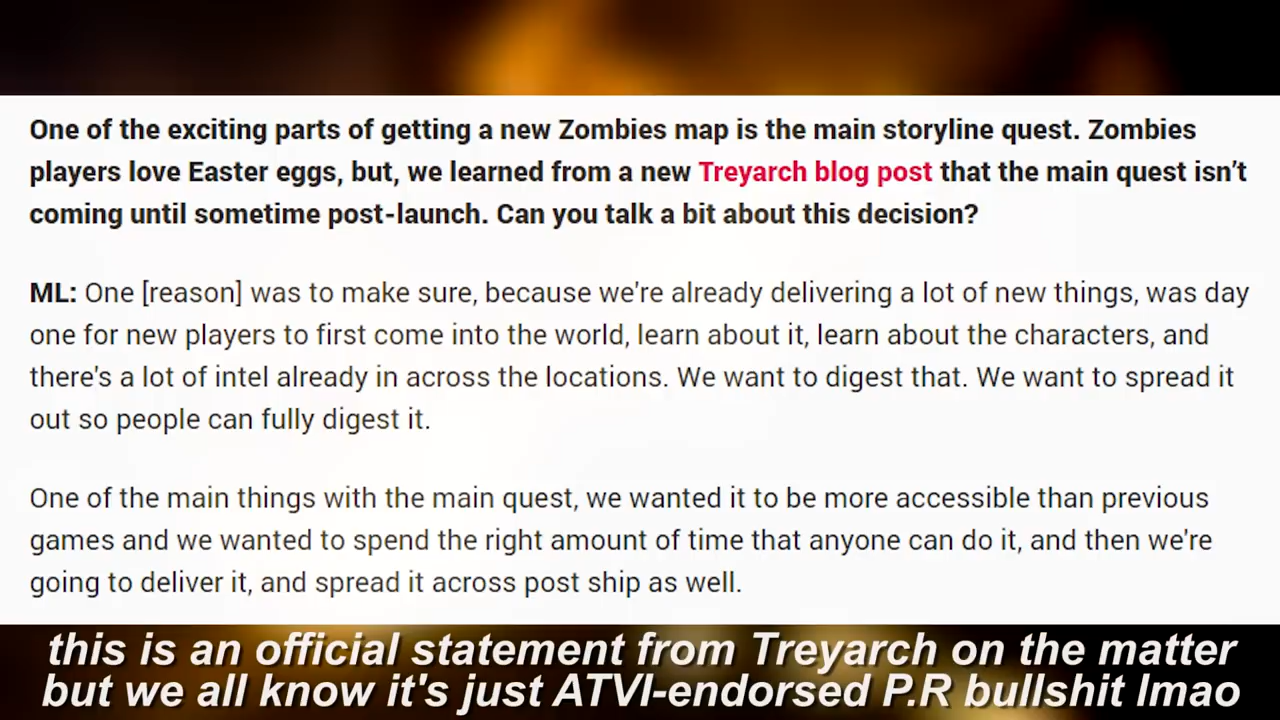 One of the exciting parts of getting a new Zombies map is the main storyline quest. Zombies
players love Easter eggs, but, we learned from a new Treyarch blog post that the main quest isn’t
coming until sometime post-launch. Can you talk a bit about this decision?
ML: One [reason] was to make sure, because we're already delivering a lot of new things, was day
one for new players to first come into the world, learn about it, learn about the characters, and
there's a lot of intel already in across the locations. We want to digest that. We want to spread it
out so people can fully digest it.
One of the main things with the main quest, we wanted it to be more accessible than previous
games and we wanted to spend the right amount of time that anyone can do it, and then we're
going to deliver it, and spread it across post ship as well.
this is an official statement from Treyarch on the matter
but we all know it's just ATVI-endorsed P.R bullshit lmao